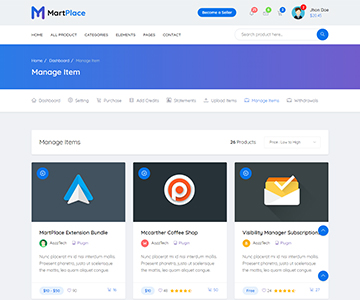 MartPlace
Become a Seller
Jhon Doe
$20.45
HOME ALL PRODUCT CATEGORIES ELEMENTS PAGES CONTACT
Search product here...
Home / Dashboard / Manage Item
Manage Item
Dashboard Setting Purchase Add Credits Statements Upload Items Manage Items Withdrawals
Manage Items
26 Products
Price : Low to High
MartPlace Extension Bundle
AazzTech Plugin
Nunc placerat mi id nisi interdum mollis.
Praesent pharetra, justo ut scelerisque
the mattis, leo quam aliquet congue.
$10 - $50
90
16
Mccarther Coffee Shop
AazzTech Plugin
Nunc placerat mi id nisi interdum mollis.
Praesent pharetra, justo ut scelerisque
the mattis, leo quam aliquet congue.
$10
50
Visibility Manager Subscription
AazzTech Plugin
Nunc placerat mi id nisi interdum mollis.
Praesent pharetra, justo ut scelerisque
the mattis, leo quam aliquet congue.
Free
24
27